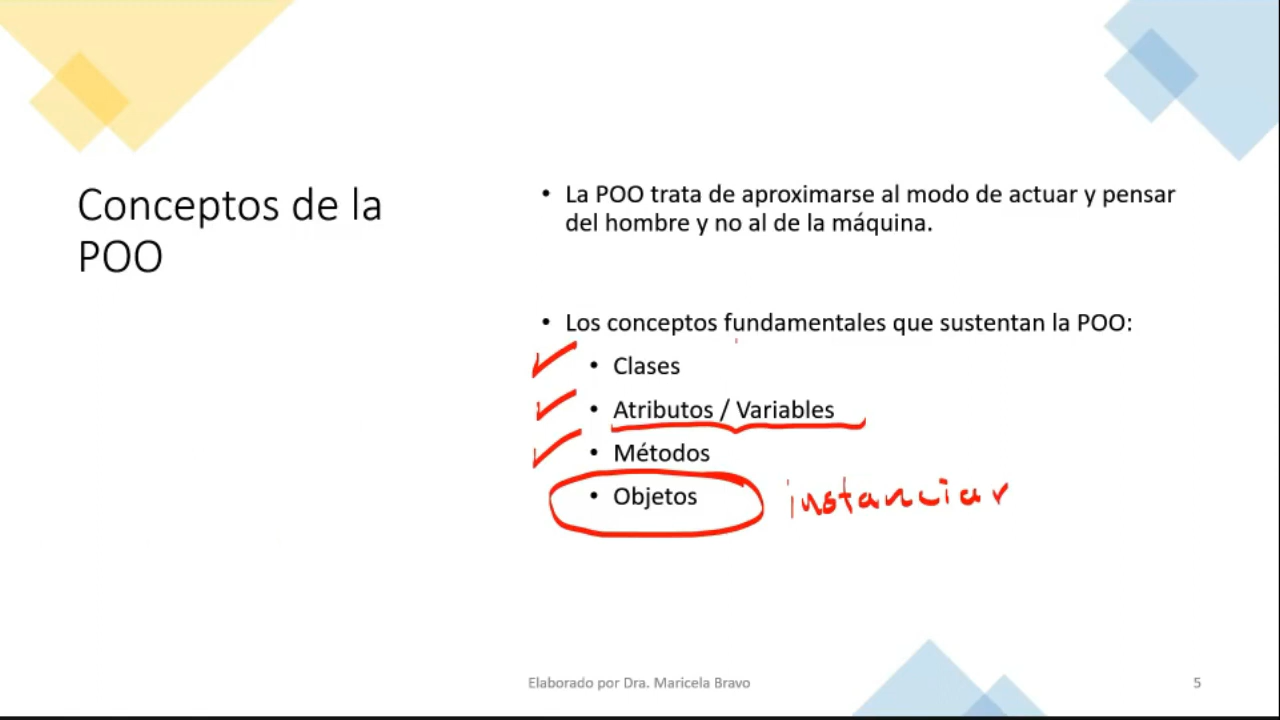 Conceptos de la
POO
• La POO trata de aproximarse al modo de actuar y pensar
del hombre y no al de la máquina.
• Los conceptos fundamentales que sustentan la POO:
• Clases
• Atributos / Variables
• Métodos
• Objetos instanciar
Elaborado por Dra. Maricela Bravo
5